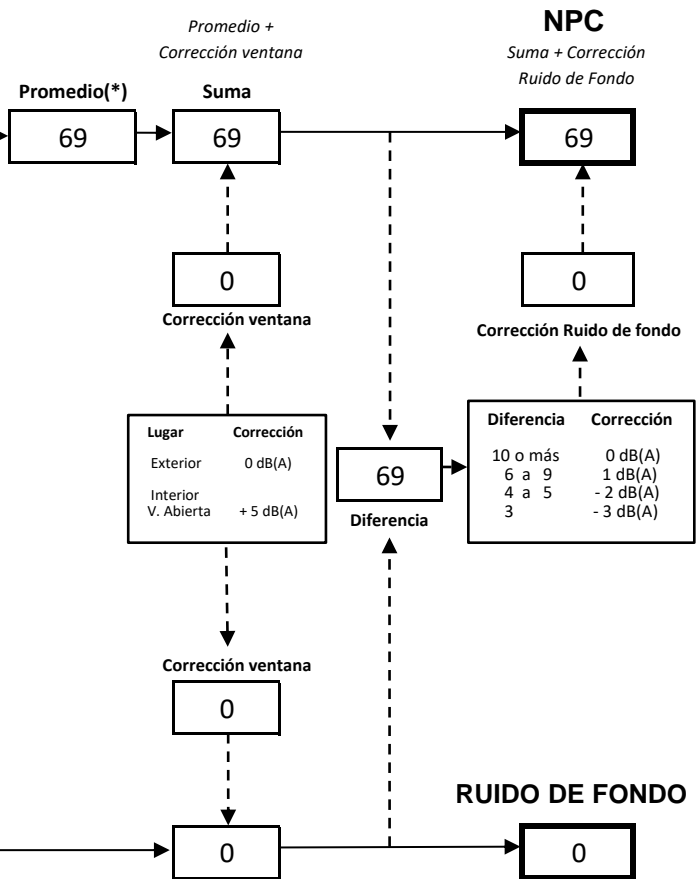 Promedio +
Corrección ventana
NPC
Suma + Corrección
Ruido de Fondo
Promedio(*)
Suma
69
69
69
0
0
Corrección ventana
Corrección Ruido de fondo
Lugar Corrección
Exterior 0 dB(A)
Interior
V. Abierta + 5 dB(A)
69
Diferencia
Diferencia Corrección
10 o más 0 dB(A)
6 a 9 1 dB(A)
4 a 5 - 2 dB(A)
3 - 3 dB(A)
Corrección ventana
0
RUIDO DE FONDO
0
0